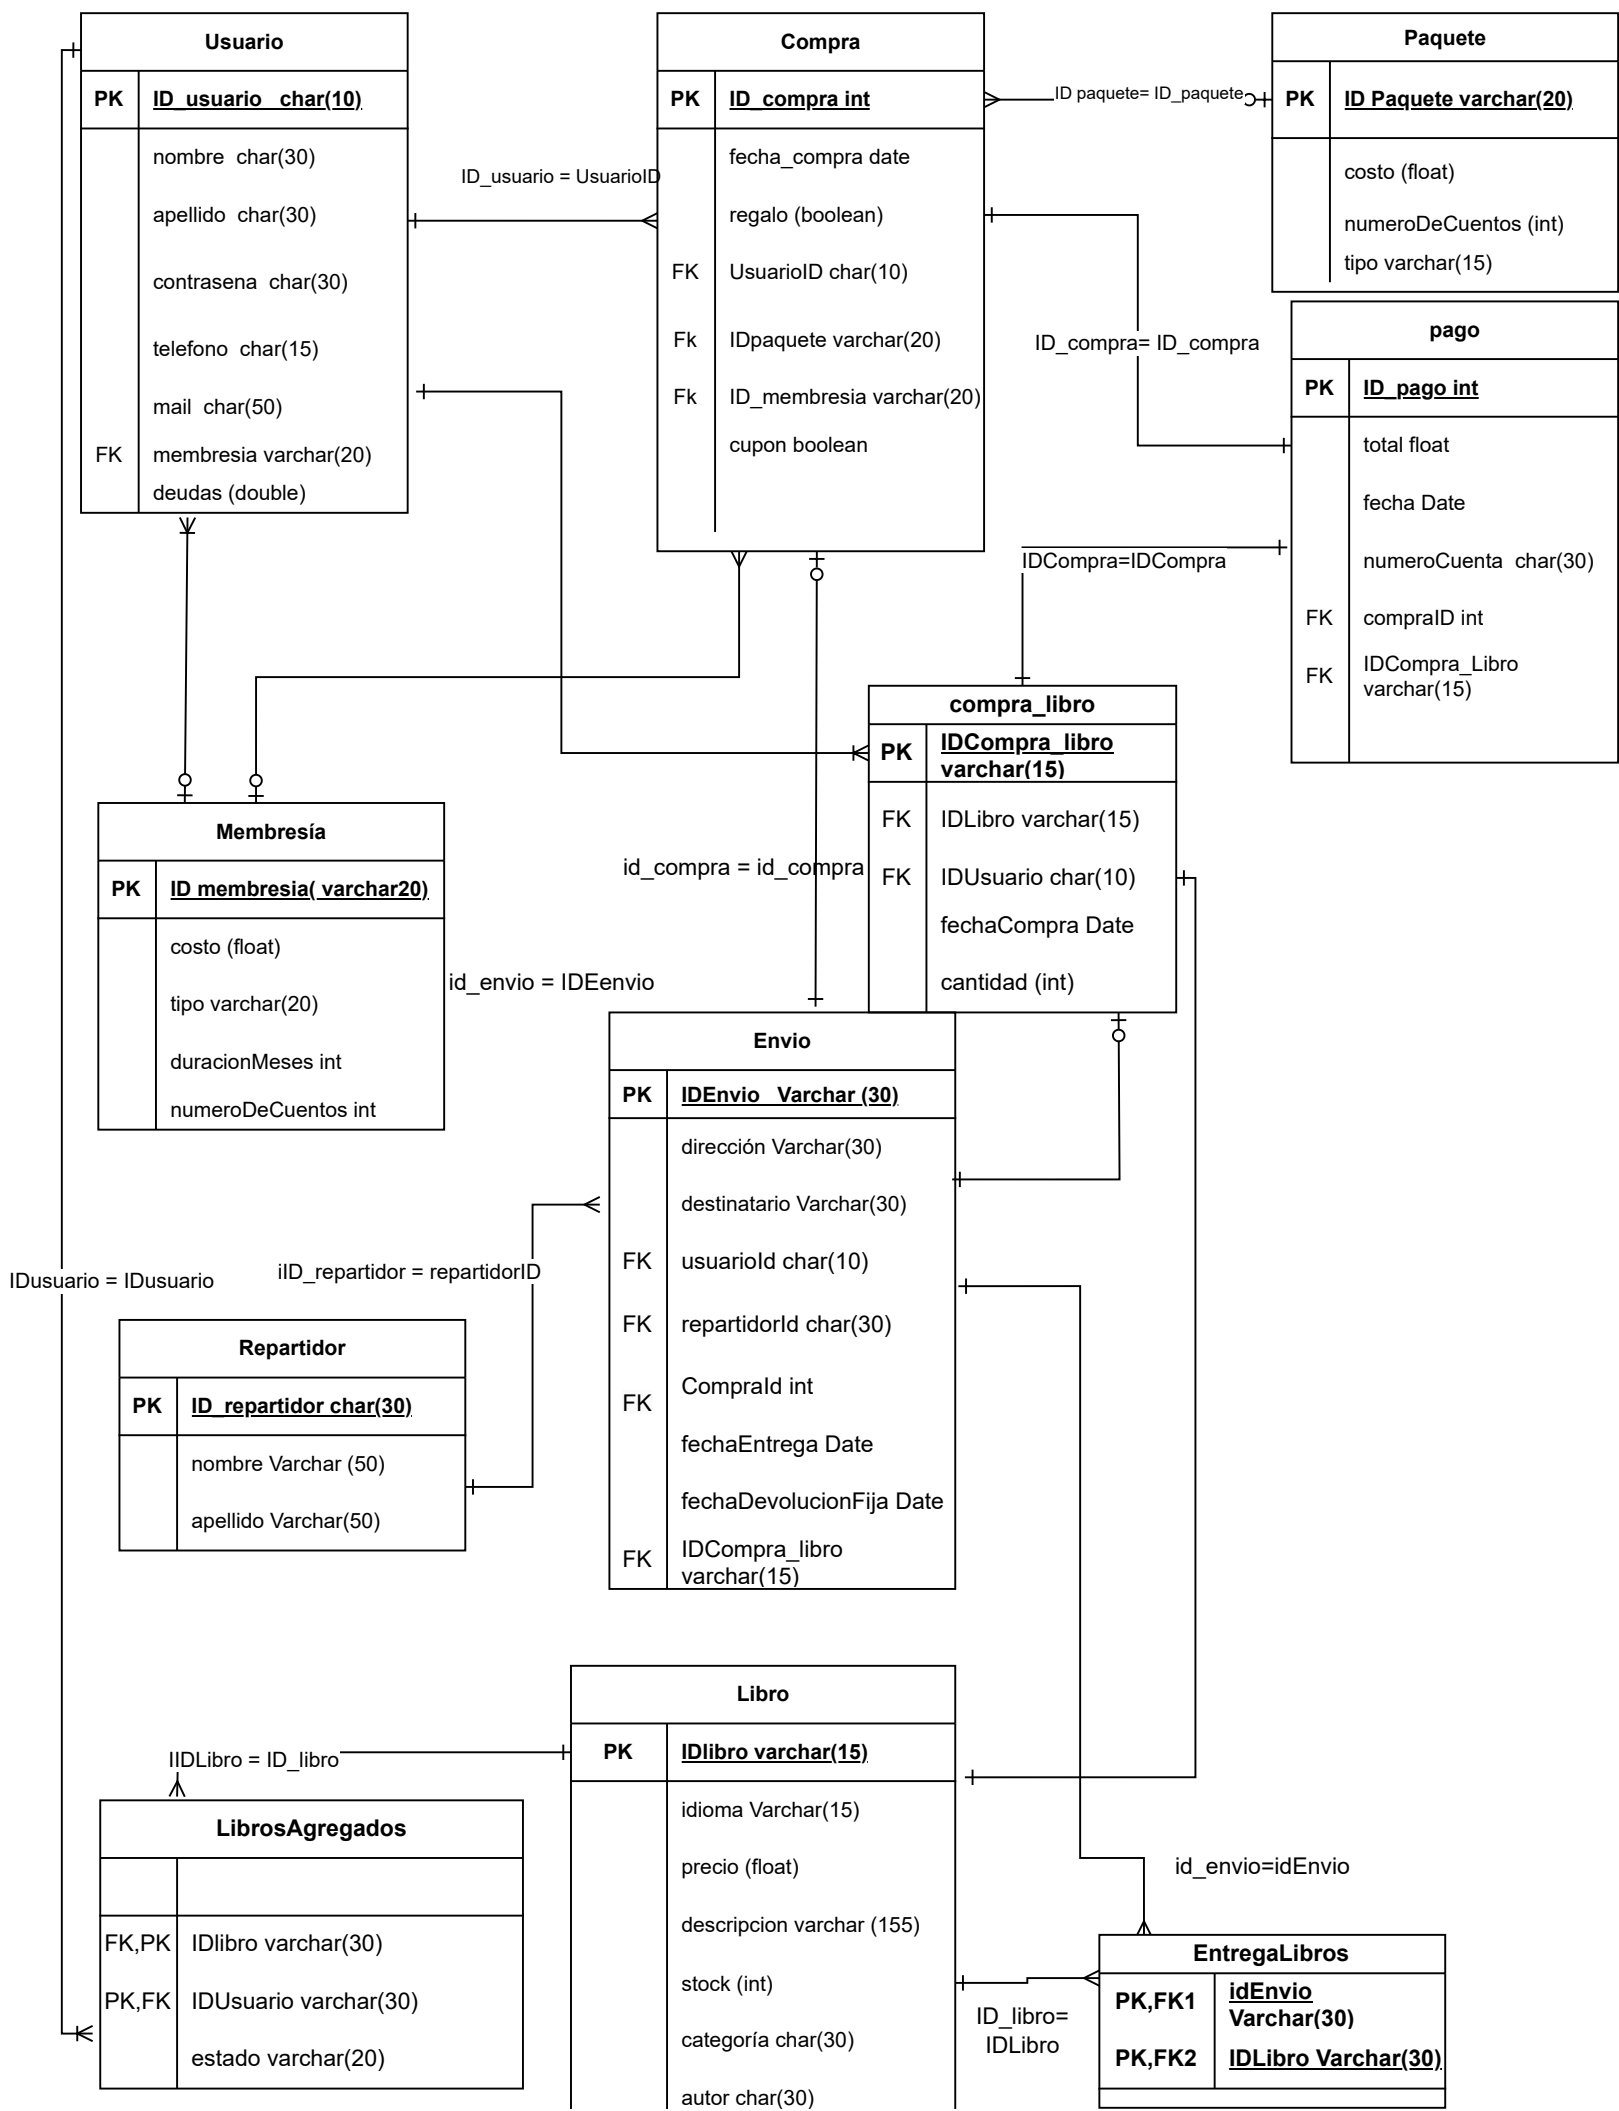 Usuario
PK ID_usuario char(10)
nombre char(30)
apellido char(30)
contrasena char(30)
telefono char(15)
mail char(50)
FK membresia varchar(20)
deudas (double)
ID_usuario = UsuarioID
Compra
PK ID_compra int
fecha_compra date
regalo (boolean)
FK UsuarioID char(10)
Fk IDpaquete varchar(20)
Fk ID_membresia varchar(20)
cupon boolean
ID paquete= ID_paquete
Paquete
PK ID Paquete varchar(20)
costo (float)
numeroDeCuentos (int)
tipo varchar(15)
ID_compra= ID_compra
pago
PK ID_pago int
total float
fecha Date
numeroCuenta char(30)
FK compraID int
FK IDCompra_Libro
varchar(15)
IDCompra=IDCompra
compra_libro
PK IDCompra_libro
varchar(15)
FK IDLibro varchar(15)
FK IDUsuario char(10)
fechaCompra Date
cantidad (int)
id_compra = id_compra
Membresía
PK ID membresia( varchar20)
costo (float)
tipo varchar(20)
duracionMeses int
numeroDeCuentos int
id_envio = IDEenvio
Envio
PK IDEnvio Varchar (30)
dirección Varchar(30)
destinatario Varchar(30)
FK usuarioId char(10)
FK repartidorId char(30)
FK CompraId int
fechaEntrega Date
fechaDevolucionFija Date
FK IDCompra_libro
varchar(15)
IDusuario = IDusuario
iID_repartidor = repartidorID
Repartidor
PK ID_repartidor char(30)
nombre Varchar (50)
apellido Varchar(50)
Libro
PK IDlibro varchar(15)
idioma Varchar(15)
precio (float)
descripcion varchar (155)
stock (int)
categoría char(30)
autor char(30)
IIDLibro = ID_libro
LibrosAgregados
FK,PK IDlibro varchar(30)
PK,FK IDUsuario varchar(30)
estado varchar(20)
id_envio=idEnvio
ID_libro=
IDLibro
EntregaLibros
PK,FK1 idEnvio
Varchar(30)
PK,FK2 IDLibro Varchar(30)